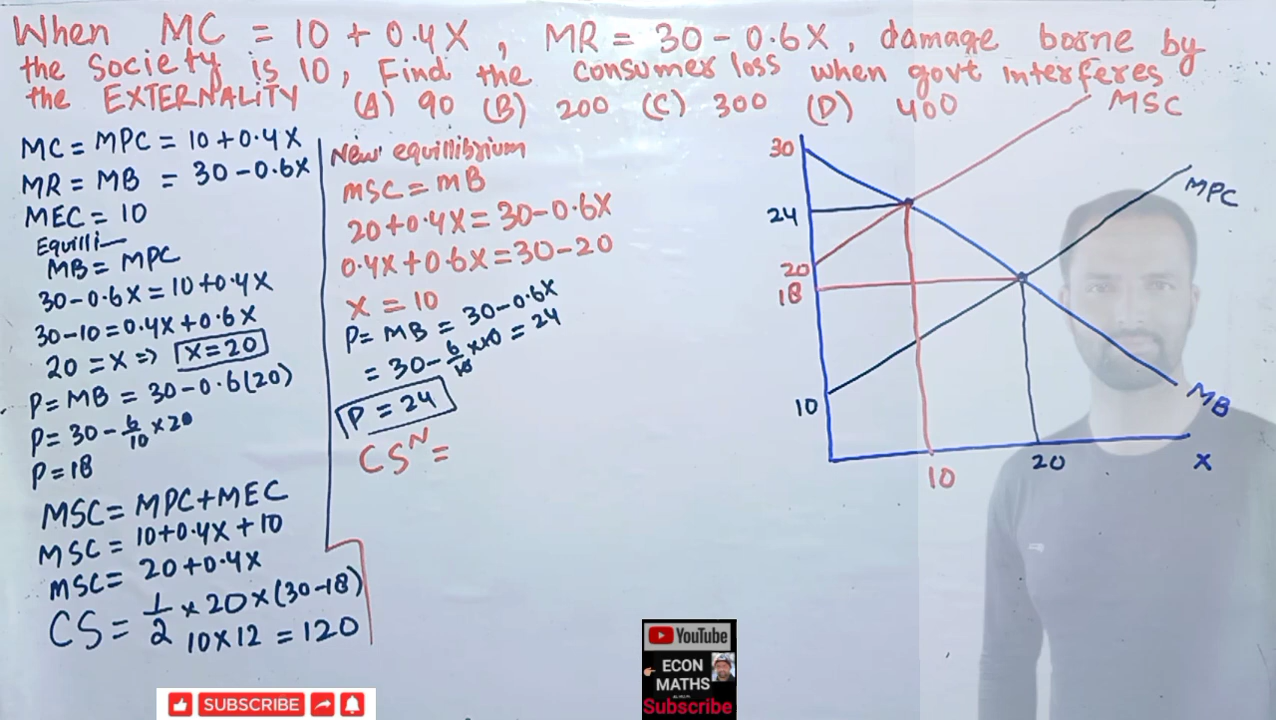 When MC = 10 + 0.4X , MR = 30 - 0.6X , damage borne by
the Society is 10, Find the consumer loss when govt interferes
the EXTERNALITY (A) 90 (B) 200 (C) 300 (D) 400
MC = MPC = 10 + 0.4X
MR = MB = 30 - 0.6X
MEC = 10
Equilli—
MB = MPC
30 - 0.6X = 10 + 0.4X
30 - 10 = 0.4X + 0.6X
20 = X => X = 20
P = MB = 30 - 0.6(20)
P = 30 - 6/10 × 20
P = 18
MSC = MPC + MEC
MSC = 10 + 0.4X + 10
MSC = 20 + 0.4X
CS = 1/2 × 20 × (30-18)
10 × 12 = 120
New equillibrium
MSC = MB
20 + 0.4X = 30 - 0.6X
0.4X + 0.6X = 30 - 20
X = 10
P = MB = 30 - 0.6X
= 30 - 6/10 × 10 = 24
P = 24
CS^N =
MSC
30
MPC
24
20
18
10
MB
10
20
X
YouTube
ECON
MATHS
Subscribe
SUBSCRIBE